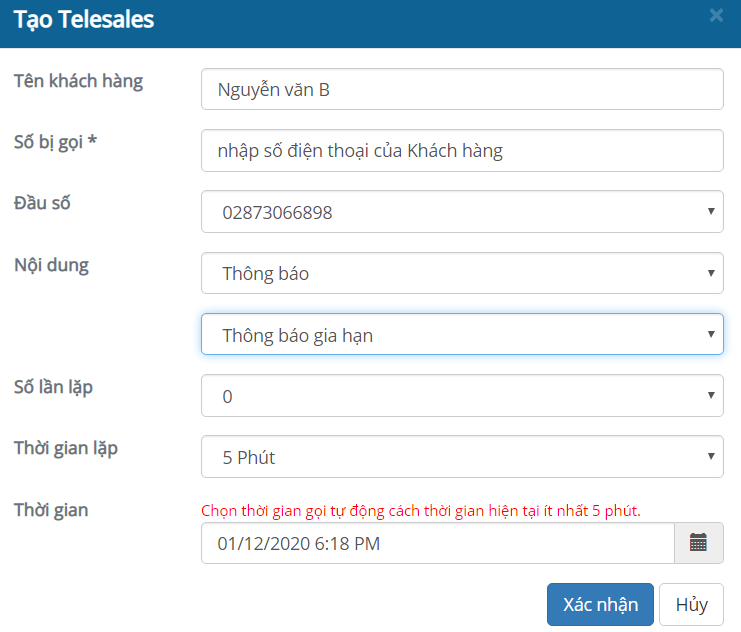 Tạo Telesales ×
Tên khách hàng Nguyễn văn B
Số bị gọi * nhập số điện thoại của Khách hàng
Đầu số 02873066898
Nội dung Thông báo
Thông báo gia hạn
Số lần lặp 0
Thời gian lặp 5 Phút
Thời gian Chọn thời gian gọi tự động cách thời gian hiện tại ít nhất 5 phút.
01/12/2020 6:18 PM
Xác nhận Hủy